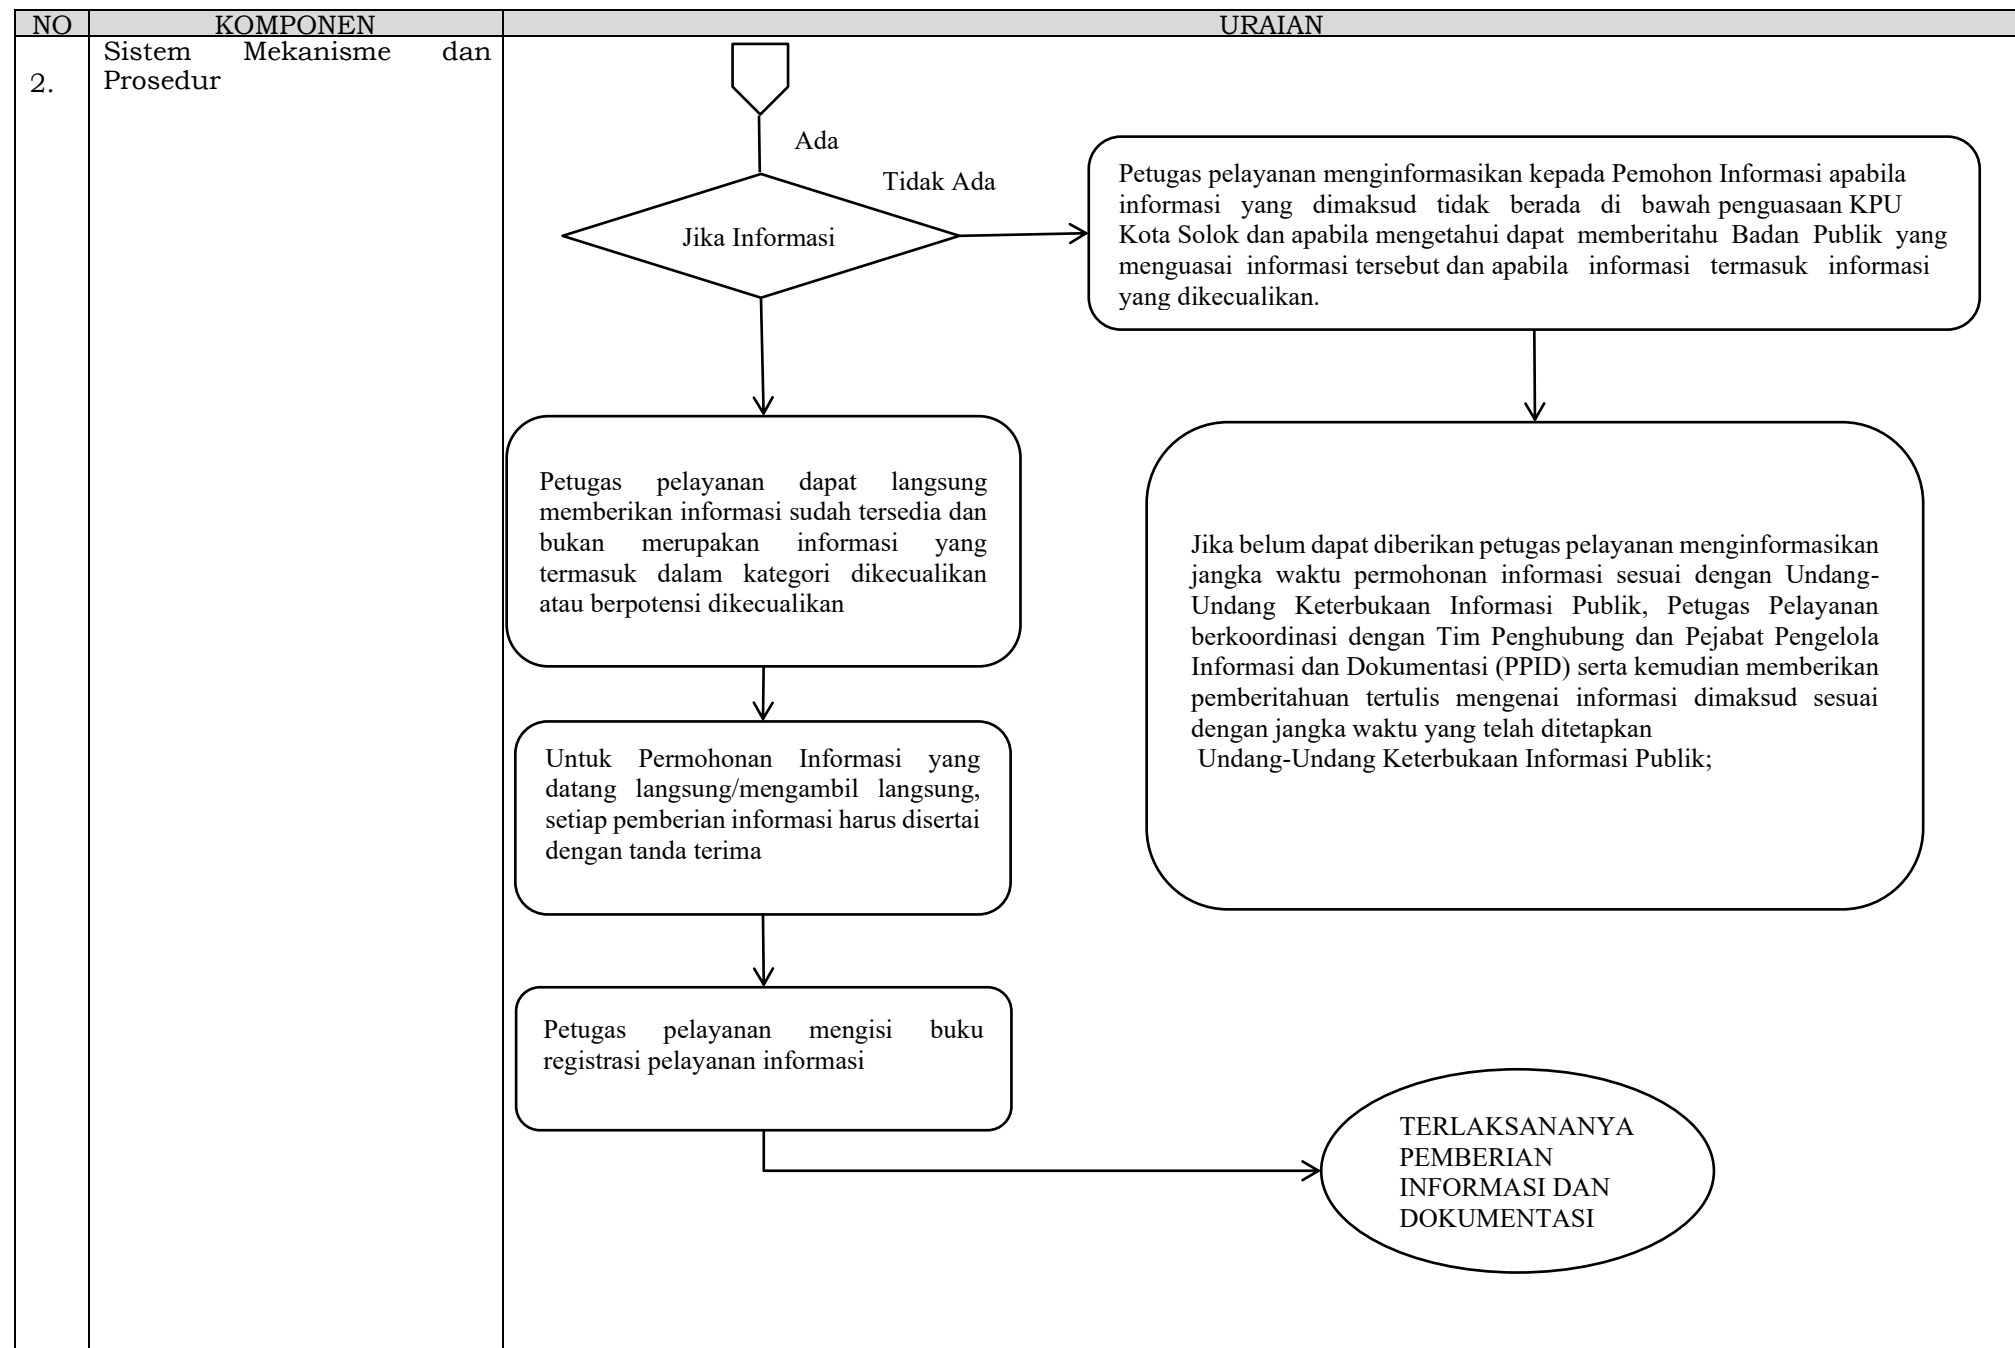 NO KOMPONEN URAIAN
2.
Sistem Mekanisme dan
Prosedur
Ada
Tidak Ada
Jika Informasi
Petugas pelayanan menginformasikan kepada Pemohon Informasi apabila
informasi yang dimaksud tidak berada di bawah penguasaan KPU
Kota Solok dan apabila mengetahui dapat memberitahu Badan Publik yang
menguasai informasi tersebut dan apabila informasi termasuk informasi
yang dikecualikan.
Petugas pelayanan dapat langsung
memberikan informasi sudah tersedia dan
bukan merupakan informasi yang
termasuk dalam kategori dikecualikan
atau berpotensi dikecualikan
Jika belum dapat diberikan petugas pelayanan menginformasikan
jangka waktu permohonan informasi sesuai dengan Undang-
Undang Keterbukaan Informasi Publik, Petugas Pelayanan
berkoordinasi dengan Tim Penghubung dan Pejabat Pengelola
Informasi dan Dokumentasi (PPID) serta kemudian memberikan
pemberitahuan tertulis mengenai informasi dimaksud sesuai
dengan jangka waktu yang telah ditetapkan
Undang-Undang Keterbukaan Informasi Publik;
Untuk Permohonan Informasi yang
datang langsung/mengambil langsung,
setiap pemberian informasi harus disertai
dengan tanda terima
Petugas pelayanan mengisi buku
registrasi pelayanan informasi
TERLAKSANANYA
PEMBERIAN
INFORMASI DAN
DOKUMENTASI